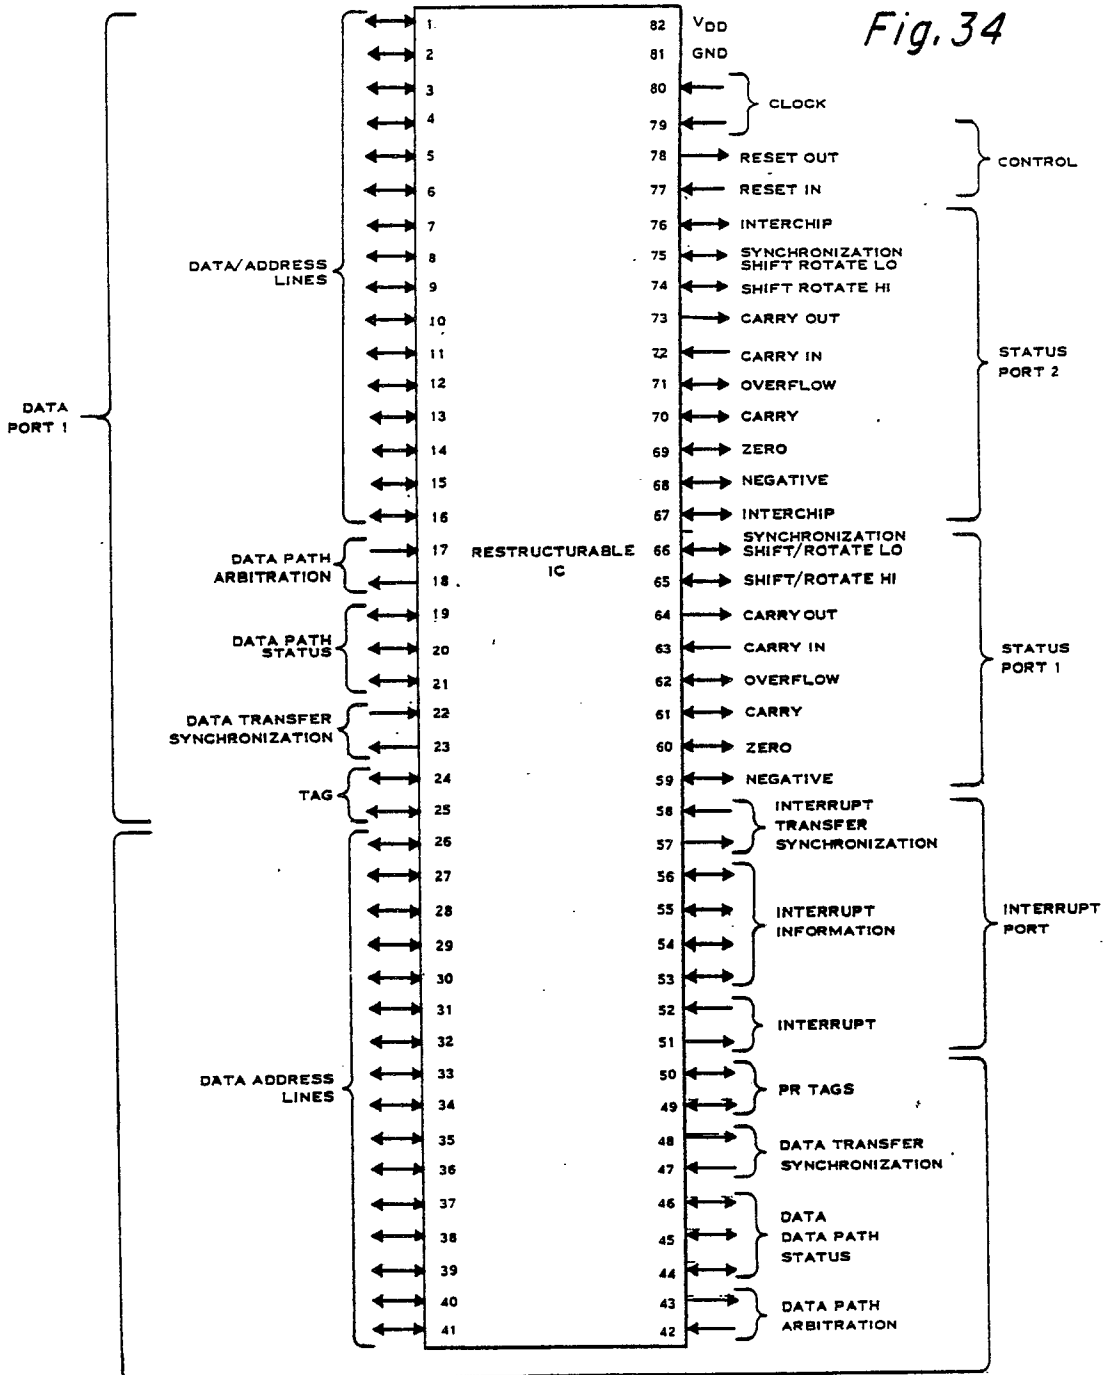 Fig. 34
1 82 VDD
2 81 GND
3 80
4 79
CLOCK
5 78 RESET OUT
6 77 RESET IN
CONTROL
7 76 INTERCHIP
8 75 SYNCHRONIZATION
SHIFT ROTATE LO
9 74 SHIFT ROTATE HI
DATA/ADDRESS
LINES
10 73 CARRY OUT
11 72 CARRY IN
12 71 OVERFLOW
STATUS
PORT 2
13 70 CARRY
DATA
PORT 1
14 69 ZERO
15 68 NEGATIVE
16 67 INTERCHIP
SYNCHRONIZATION
17 66 SHIFT/ROTATE LO
RESTRUCTURABLE
IC
DATA PATH
ARBITRATION
18 65 SHIFT/ROTATE HI
19 64 CARRY OUT
20 63 CARRY IN
DATA PATH
STATUS
STATUS
PORT 1
21 62 OVERFLOW
22 61 CARRY
DATA TRANSFER
SYNCHRONIZATION
23 60 ZERO
24 59 NEGATIVE
TAG
25 58
26 57
INTERRUPT
TRANSFER
SYNCHRONIZATION
27 56
28 55
29 54
30 53
INTERRUPT
INFORMATION
INTERRUPT
PORT
31 52
32 51
INTERRUPT
33 50
34 49
PR TAGS
DATA ADDRESS
LINES
35 48
36 47
DATA TRANSFER
SYNCHRONIZATION
37 46
38 45
39 44
DATA
DATA PATH
STATUS
40 43
41 42
DATA PATH
ARBITRATION